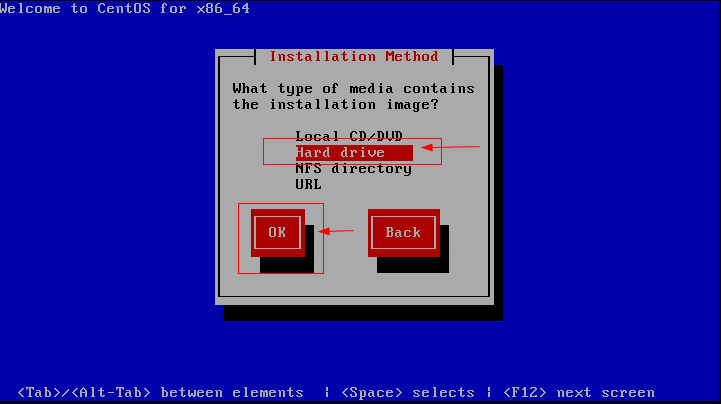 Welcome to CentOS for x86_64
Installation Method
What type of media contains
the installation image?
Local CD/DVD
Hard drive
NFS directory
URL
OK Back
<Tab>/<Alt-Tab> between elements | <Space> selects | <F12> next screen